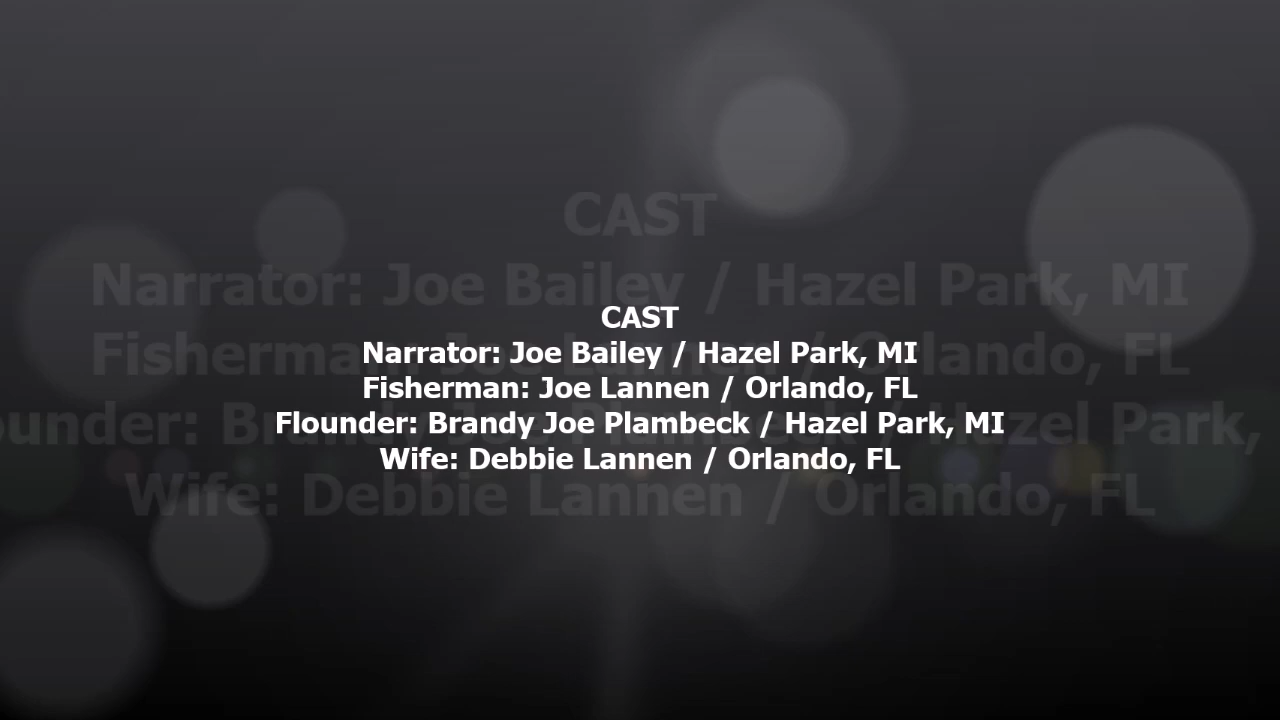 CAST
Narrator: Joe Bailey / Hazel Park, MI
Fisherman: Joe Lannen / Orlando, FL
Flounder: Brandy Joe Plambeck / Hazel Park, MI
Wife: Debbie Lannen / Orlando, FL